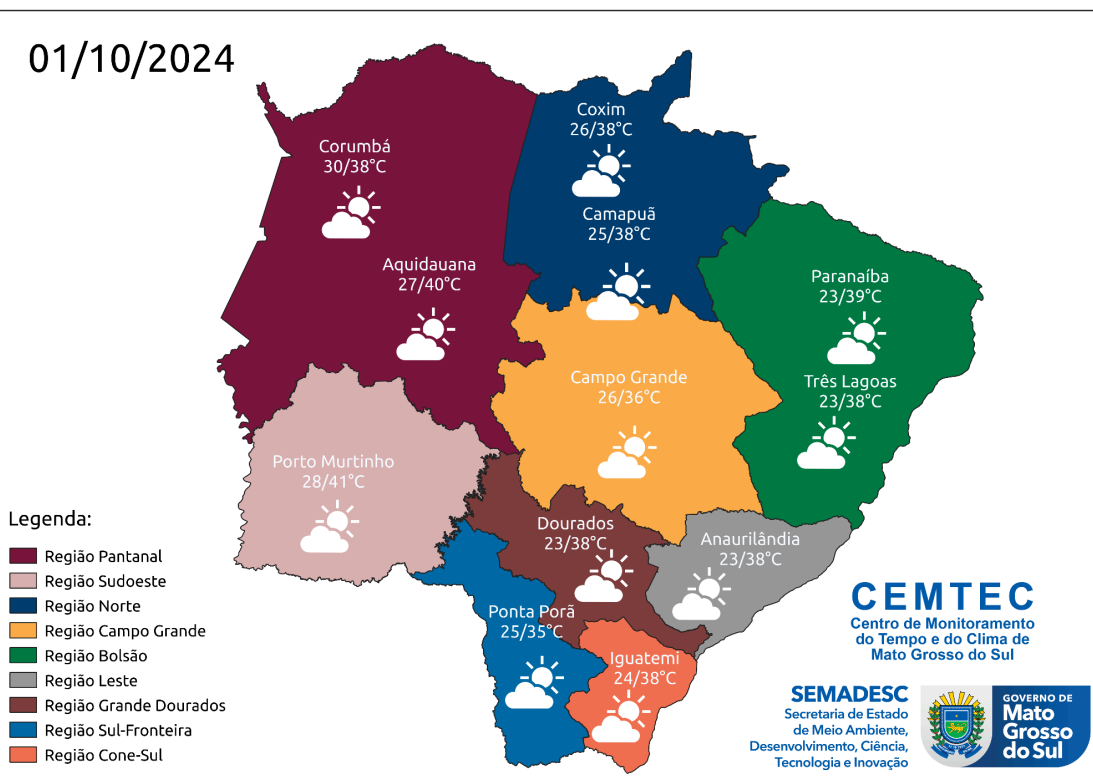 01/10/2024
Coxim
26/38°C
Corumbá
30/38°C
Camapuã
25/38°C
Aquidauana
27/40°C
Paranaíba
23/39°C
Campo Grande
26/36°C
Três Lagoas
23/38°C
Porto Murtinho
28/41°C
Dourados
23/38°C
Anaurilândia
23/38°C
Ponta Porã
25/35°C
Iguatemi
24/38°C
Legenda:
Região Pantanal
Região Sudoeste
Região Norte
Região Campo Grande
Região Bolsão
Região Leste
Região Grande Dourados
Região Sul-Fronteira
Região Cone-Sul
CEMTEC
Centro de Monitoramento
do Tempo e do Clima de
Mato Grosso do Sul
SEMADESC
Secretaria de Estado
de Meio Ambiente,
Desenvolvimento, Ciência,
Tecnologia e Inovação
GOVERNO DE
Mato
Grosso
do Sul